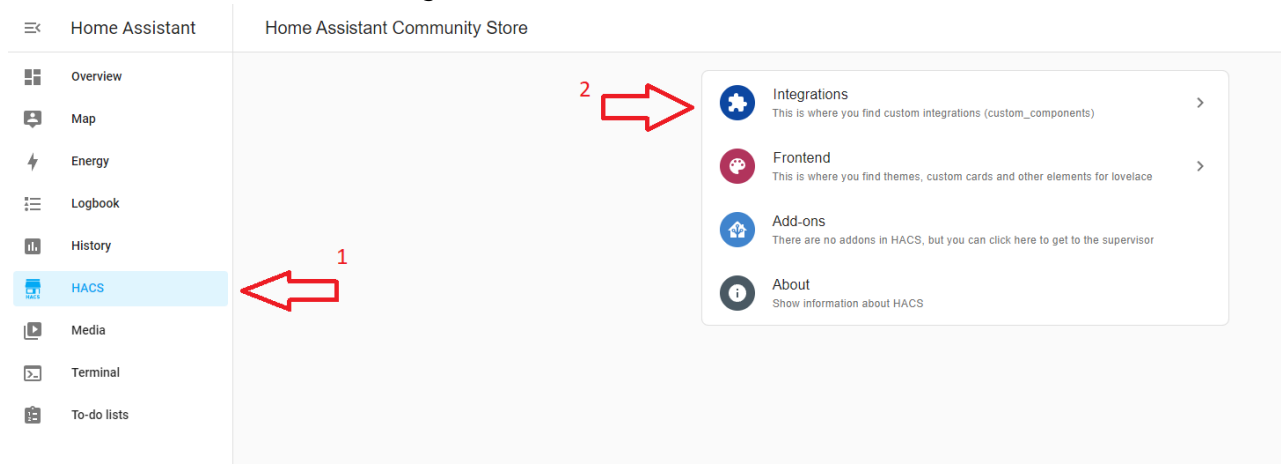 Home Assistant
Home Assistant Community Store
Overview
Map
Energy
Logbook
History
HACS
HACS
Media
Terminal
To-do lists
1
2
Integrations
This is where you find custom integrations (custom_components)
Frontend
This is where you find themes, custom cards and other elements for lovelace
Add-ons
There are no addons in HACS, but you can click here to get to the supervisor
About
Show information about HACS